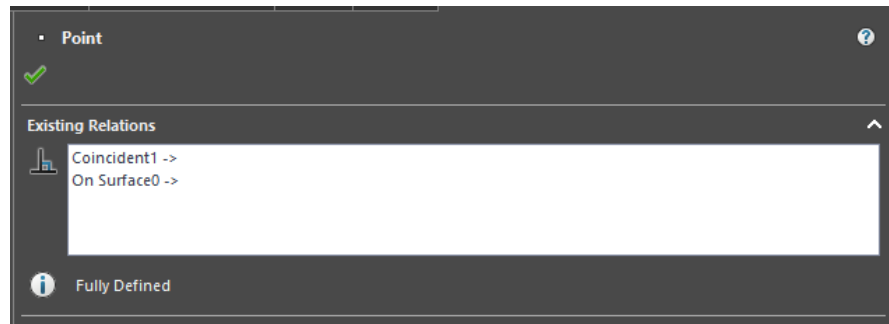 Point
?
Existing Relations
Coincident1 ->
On Surface0 ->
i Fully Defined